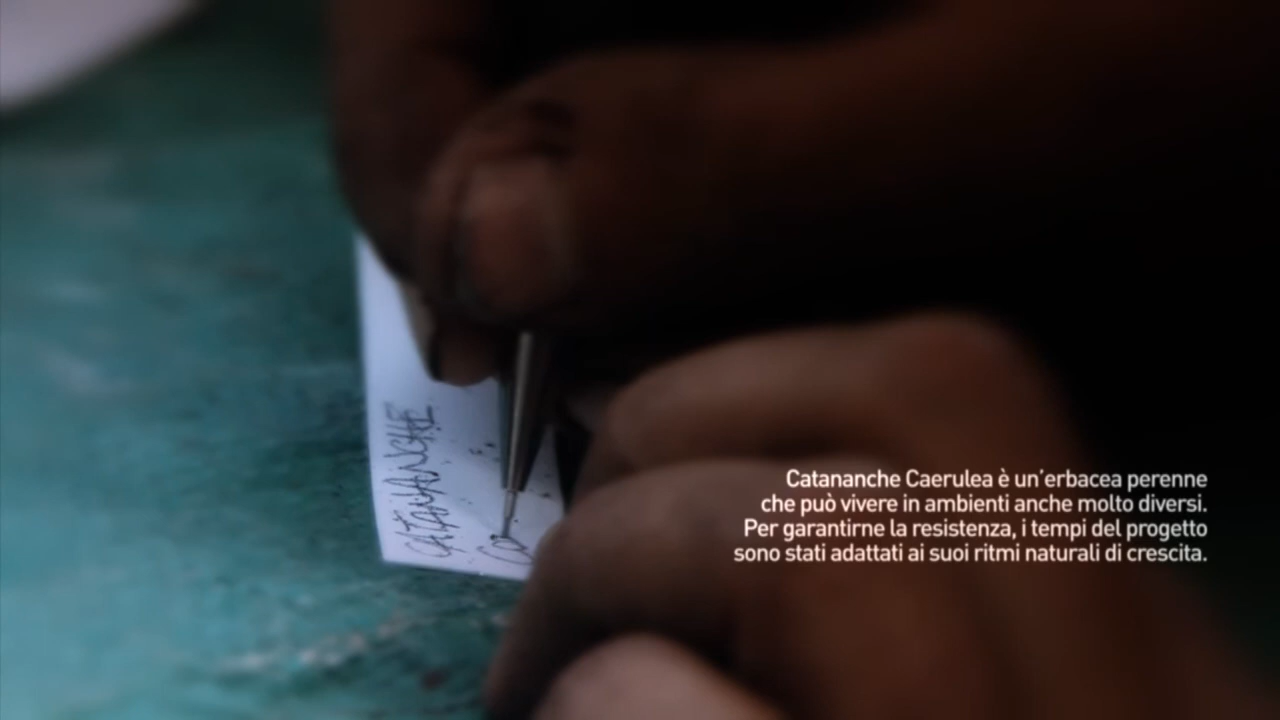 CATANANCHE
Catananche Caerulea è un'erbacea perenne
che può vivere in ambienti anche molto diversi.
Per garantirne la resistenza, i tempi del progetto
sono stati adattati ai suoi ritmi naturali di crescita.